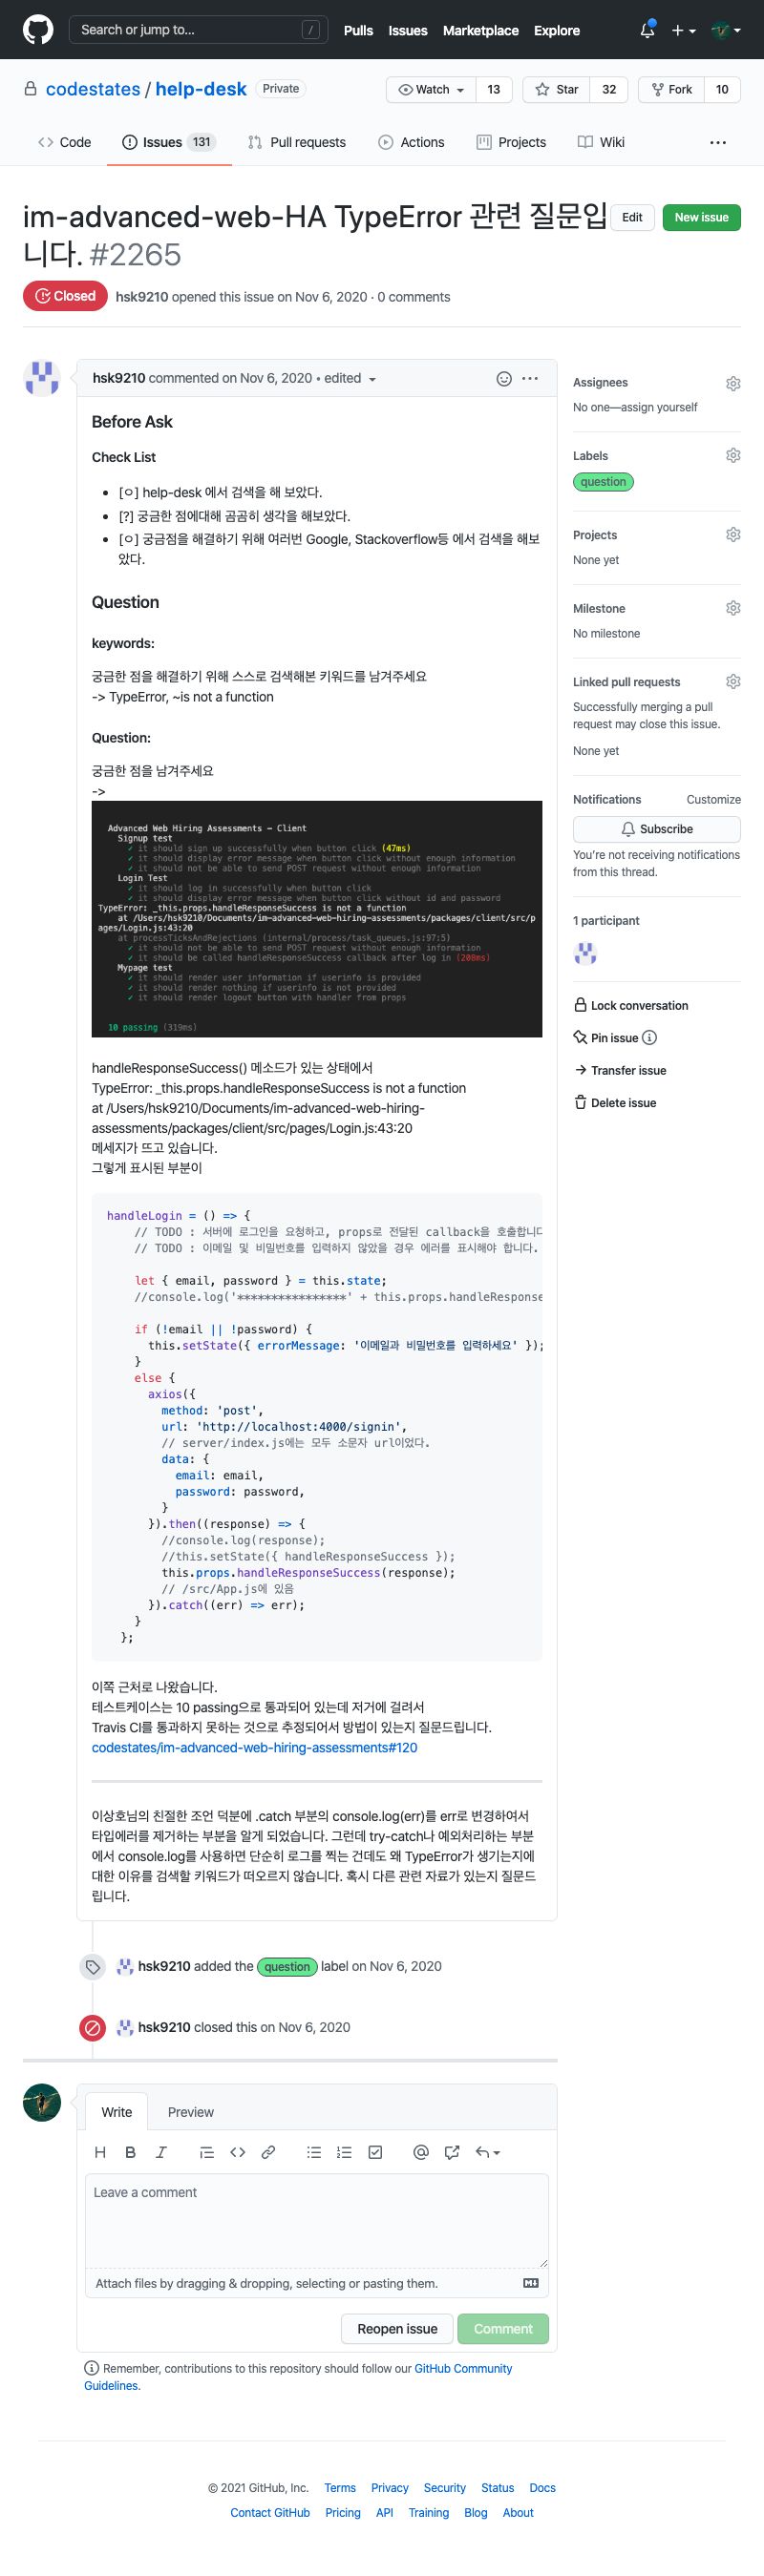 Search or jump to...
/
Pulls Issues Marketplace Explore
codestates / help-desk Private
Watch 13 Star 32 Fork 10
Code Issues 131 Pull requests Actions Projects Wiki
im-advanced-web-HA TypeError 관련 질문입
니다. #2265
Edit New issue
Closed hsk9210 opened this issue on Nov 6, 2020 · 0 comments
hsk9210 commented on Nov 6, 2020 • edited
Before Ask
Check List
• [ㅇ] help-desk 에서 검색을 해 보았다.
• [?] 궁금한 점에대해 곰곰히 생각을 해보았다.
• [ㅇ] 궁금점을 해결하기 위해 여러번 Google, Stackoverflow등 에서 검색을 해보
았다.
Question
keywords:
궁금한 점을 해결하기 위해 스스로 검색해본 키워드를 남겨주세요
-> TypeError, ~is not a function
Question:
궁금한 점을 남겨주세요
->
Advanced Web Hiring Assessments - Client
Signup test
✓ it should sign up successfully when button click (47ms)
✓ it should display error message when button click without enough information
✓ it should not be able to send POST request without enough information
Login Test
✓ it should log in successfully when button click
✓ it should display error message when button click without id and password
TypeError: _this.props.handleResponseSuccess is not a function
at /Users/hsk9210/Documents/im-advanced-web-hiring-assessments/packages/client/src/p
ages/Login.js:43:20
at processTicksAndRejections (internal/process/task_queues.js:97:5)
✓ it should not be able to send POST request without enough information
✓ it should be called handleResponseSuccess callback after log in (208ms)
Mypage test
✓ it should render user information if userinfo is provided
✓ it should render nothing if userinfo is not provided
✓ it should render logout button with handler from props
10 passing (319ms)
handleResponseSuccess() 메소드가 있는 상태에서
TypeError: _this.props.handleResponseSuccess is not a function
at /Users/hsk9210/Documents/im-advanced-web-hiring-
assessments/packages/client/src/pages/Login.js:43:20
메세지가 뜨고 있습니다.
그렇게 표시된 부분이
handleLogin = () => {
// TODO : 서버에 로그인을 요청하고, props로 전달된 callback을 호출합니다
// TODO : 이메일 및 비밀번호를 입력하지 않았을 경우 에러를 표시해야 합니다.
let { email, password } = this.state;
//console.log('****************' + this.props.handleResponse
if (!email || !password) {
this.setState({ errorMessage: '이메일과 비밀번호를 입력하세요' });
}
else {
axios({
method: 'post',
url: 'http://localhost:4000/signin',
// server/index.js에는 모두 소문자 url이었다.
data: {
email: email,
password: password,
}
}).then((response) => {
//console.log(response);
//this.setState({ handleResponseSuccess });
this.props.handleResponseSuccess(response);
// /src/App.js에 있음
}).catch((err) => err);
}
};
이쪽 근처로 나왔습니다.
테스트케이스는 10 passing으로 통과되어 있는데 저거에 걸려서
Travis CI를 통과하지 못하는 것으로 추정되어서 방법이 있는지 질문드립니다.
codestates/im-advanced-web-hiring-assessments#120
이상호님의 친절한 조언 덕분에 .catch 부분의 console.log(err)를 err로 변경하여서
타입에러를 제거하는 부분을 알게 되었습니다. 그런데 try-catch나 예외처리하는 부분
에서 console.log를 사용하면 단순히 로그를 찍는 건데도 왜 TypeError가 생기는지에
대한 이유를 검색할 키워드가 떠오르지 않습니다. 혹시 다른 관련 자료가 있는지 질문드
립니다.
hsk9210 added the question label on Nov 6, 2020
hsk9210 closed this on Nov 6, 2020
Assignees
No one—assign yourself
Labels
question
Projects
None yet
Milestone
No milestone
Linked pull requests
Successfully merging a pull
request may close this issue.
None yet
Notifications Customize
Subscribe
You're not receiving notifications
from this thread.
1 participant
Lock conversation
Pin issue
Transfer issue
Delete issue
Write Preview
Leave a comment
Attach files by dragging & dropping, selecting or pasting them.
Reopen issue Comment
Remember, contributions to this repository should follow our GitHub Community
Guidelines.
© 2021 GitHub, Inc. Terms Privacy Security Status Docs
Contact GitHub Pricing API Training Blog About